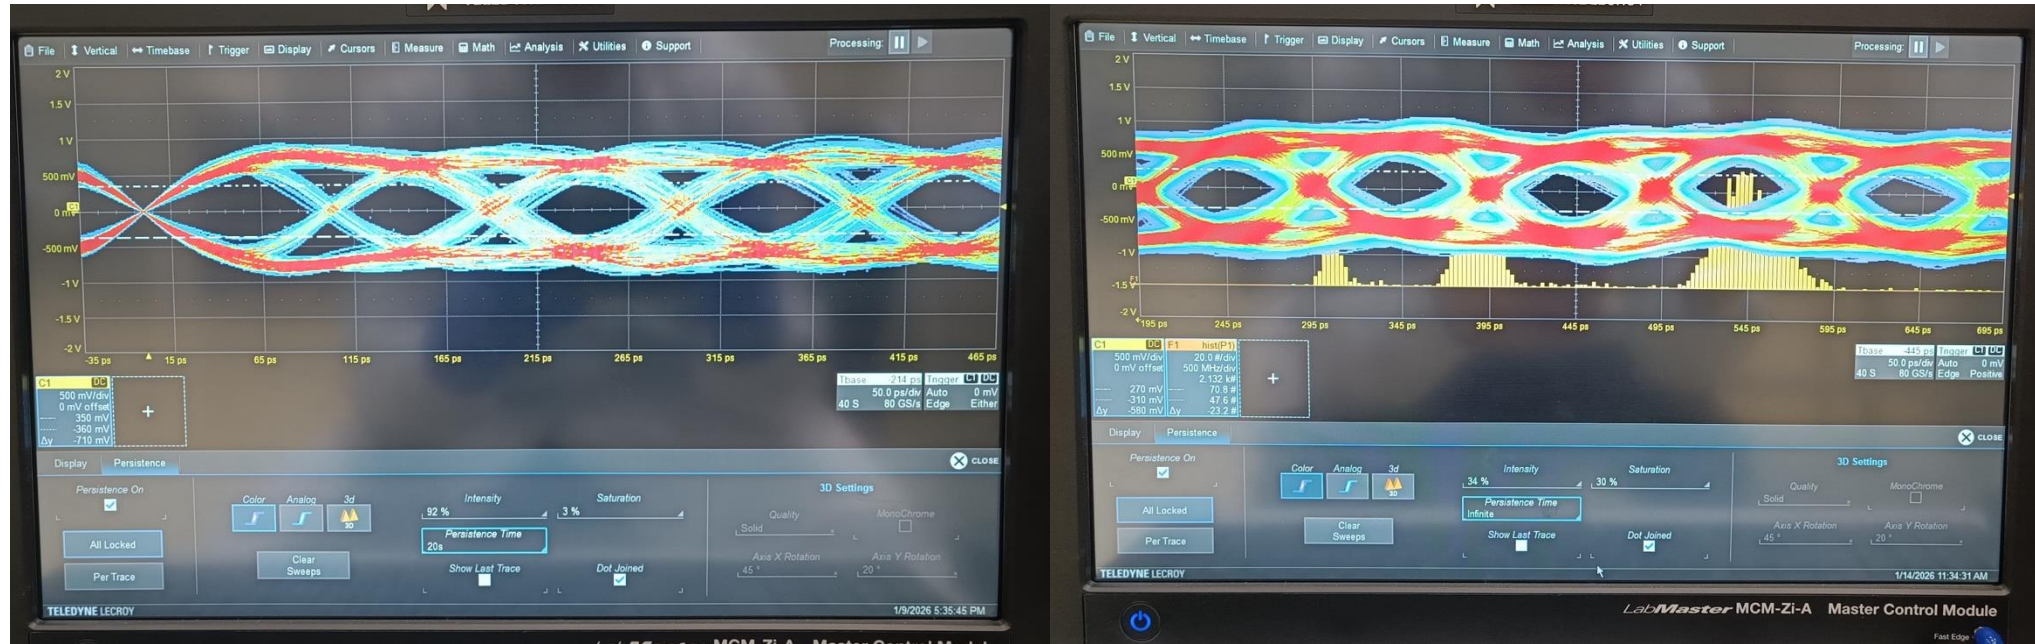 File Vertical Timebase Trigger Display Cursors Measure Math Analysis Utilities Support Processing:
2 V
1.5 V
1 V
500 mV
C1
0 mV
-500 mV
-1 V
-1.5 V
-2 V
-35 ps 15 ps 65 ps 115 ps 165 ps 215 ps 265 ps 315 ps 365 ps 415 ps 465 ps
C1 DC
500 mV/div
0 mV offset
350 mV
-360 mV
Δy -710 mV
+
Tbase -214 ps Trigger C1 DC
50.0 ps/div Auto 0 mV
40 S 80 GS/s Edge Either
Display Persistence CLOSE
Persistence On
All Locked
Per Trace
Color Analog 3d
3D
Clear
Sweeps
Intensity Saturation
92 % 3 %
Persistence Time
20s
Show Last Trace Dot Joined
3D Settings
Quality MonoChrome
Solid
Axis X Rotation Axis Y Rotation
45 ° 20 °
TELEDYNE LECROY 1/9/2026 5:35:45 PM
MCM-Zi-A Master Control Module
File Vertical Timebase Trigger Display Cursors Measure Math Analysis Utilities Support Processing:
2 V
1.5 V
1 V
500 mV
C1
0 mV
-500 mV
-1 V
F1
-1.5 V
-2 V
195 ps 245 ps 295 ps 345 ps 395 ps 445 ps 495 ps 545 ps 595 ps 645 ps 695 ps
C1 DC F1 hist(P1)
500 mV/div 20.0 #/div
0 mV offset 500 MHz/div
2.132 k#
270 mV 70.8 #
-310 mV 47.6 #
Δy -580 mV Δy -23.2 #
+
Tbase -445 ps Trigger C1 DC
50.0 ps/div Auto 0 mV
40 S 80 GS/s Edge Positive
Display Persistence CLOSE
Persistence On
All Locked
Per Trace
Color Analog 3d
3D
Clear
Sweeps
Intensity Saturation
34 % 30 %
Persistence Time
Infinite
Show Last Trace Dot Joined
3D Settings
Quality MonoChrome
Solid
Axis X Rotation Axis Y Rotation
45 ° 20 °
TELEDYNE LECROY 1/14/2026 11:34:31 AM
LabMaster MCM-Zi-A Master Control Module
Fast Edge